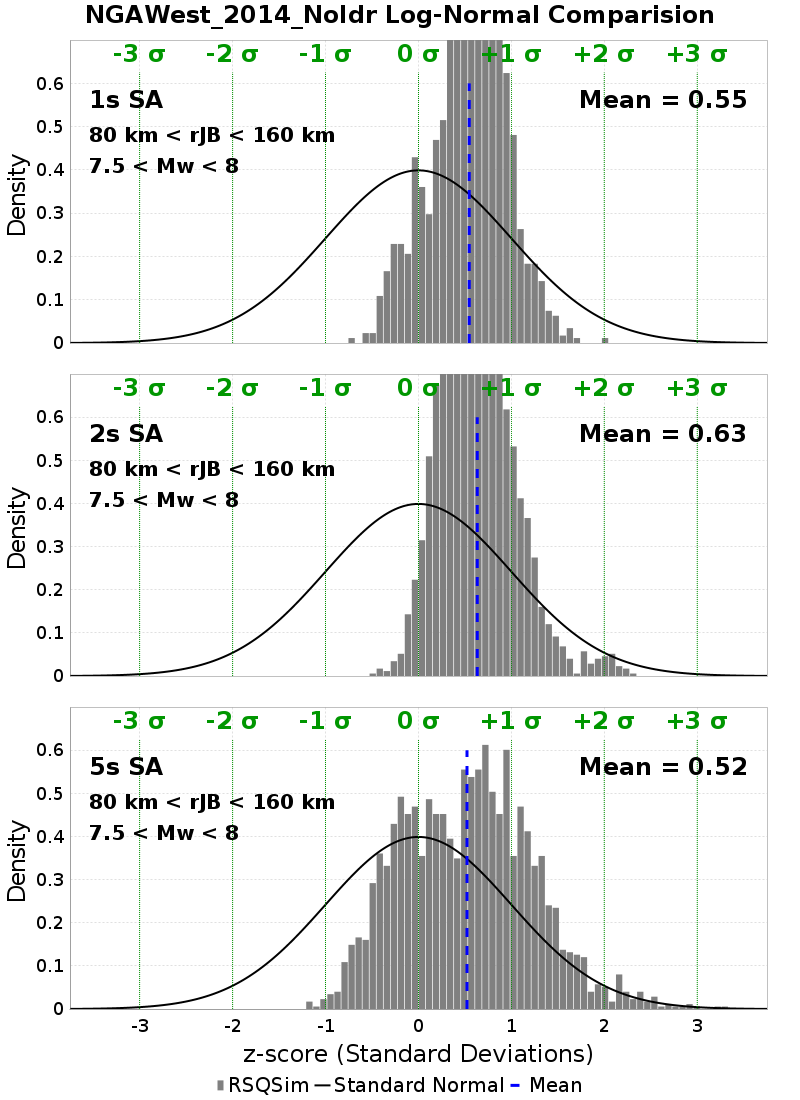 NGAWest_2014_NoIdr Log-Normal Comparision
-3 σ -2 σ -1 σ 0 σ +1 σ +2 σ +3 σ
1s SA Mean = 0.55
80 km < rJB < 160 km
7.5 < Mw < 8
Density
0.6
0.5
0.4
0.3
0.2
0.1
0
-3 σ -2 σ -1 σ 0 σ +1 σ +2 σ +3 σ
2s SA Mean = 0.63
80 km < rJB < 160 km
7.5 < Mw < 8
Density
0.6
0.5
0.4
0.3
0.2
0.1
0
-3 σ -2 σ -1 σ 0 σ +1 σ +2 σ +3 σ
5s SA Mean = 0.52
80 km < rJB < 160 km
7.5 < Mw < 8
Density
0.6
0.5
0.4
0.3
0.2
0.1
0
-3 -2 -1 0 1 2 3
z-score (Standard Deviations)
RSQSim Standard Normal Mean